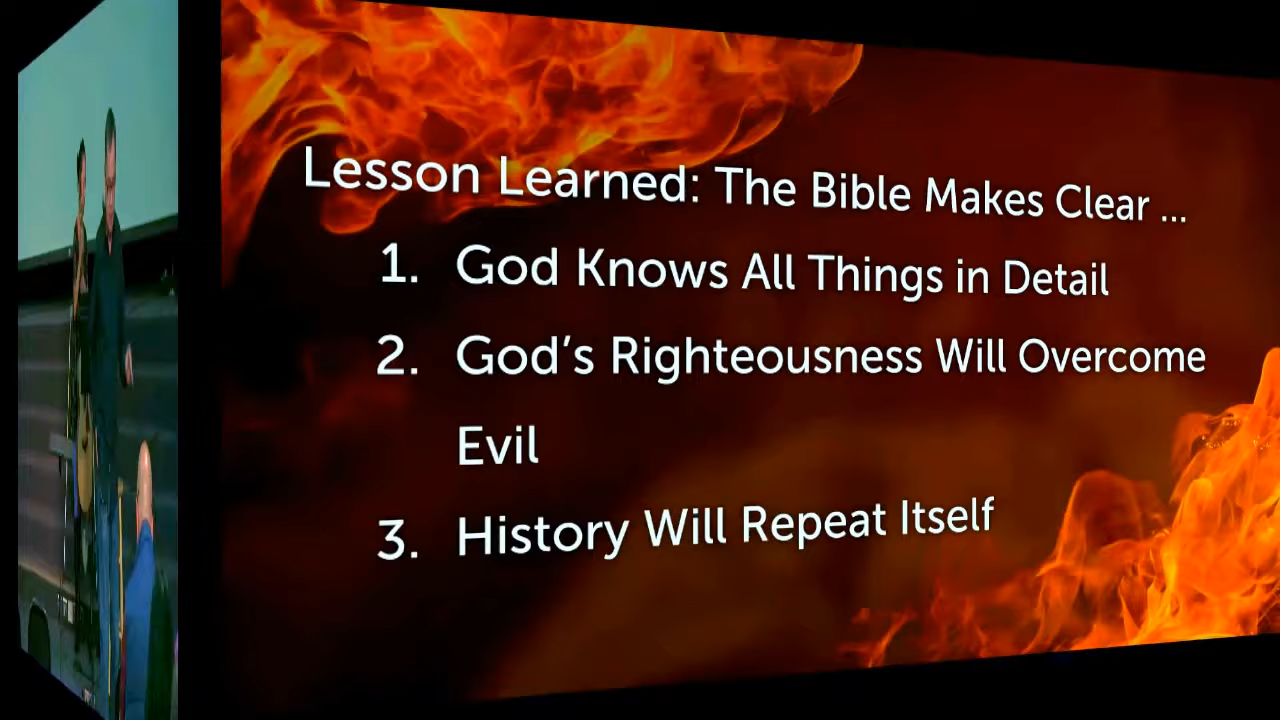 Lesson Learned: The Bible Makes Clear ...
1. God Knows All Things in Detail
2. God’s Righteousness Will Overcome
Evil
3. History Will Repeat Itself